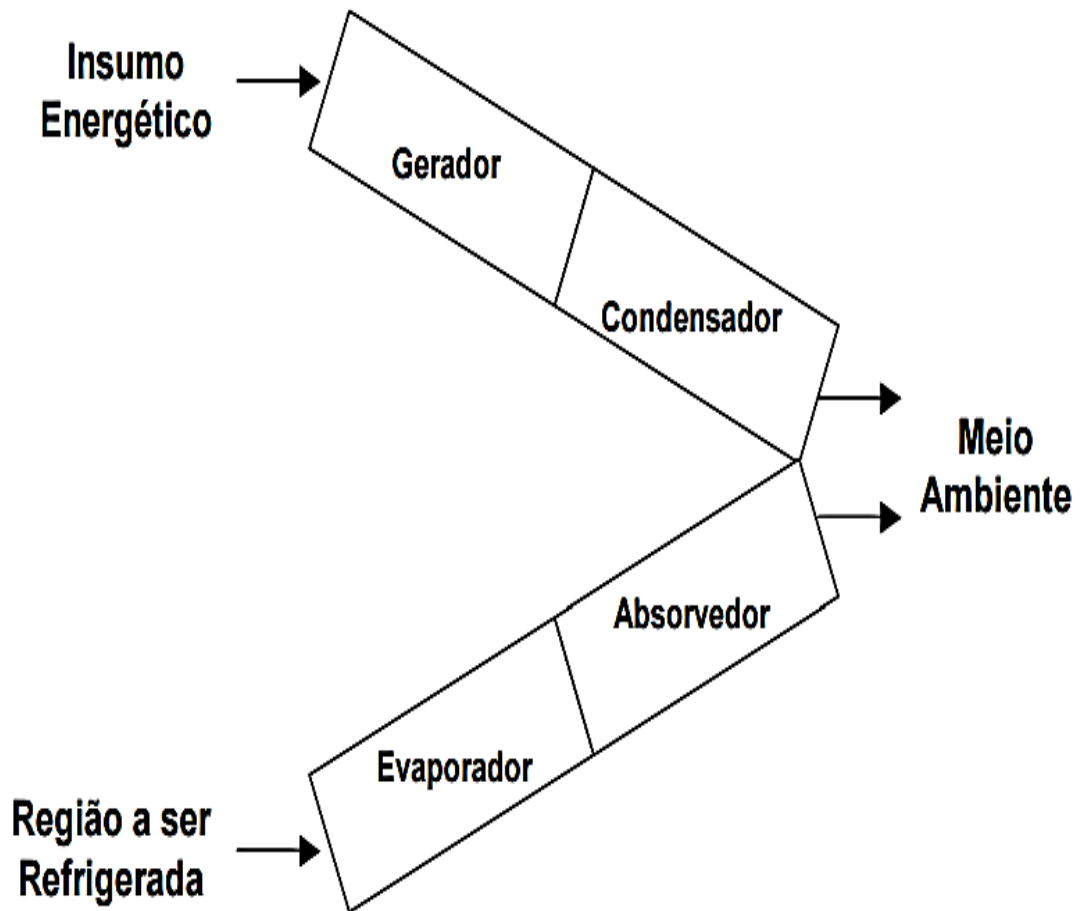 Insumo
Energético
Gerador
Condensador
Meio
Ambiente
Absorvedor
Evaporador
Região a ser
Refrigerada